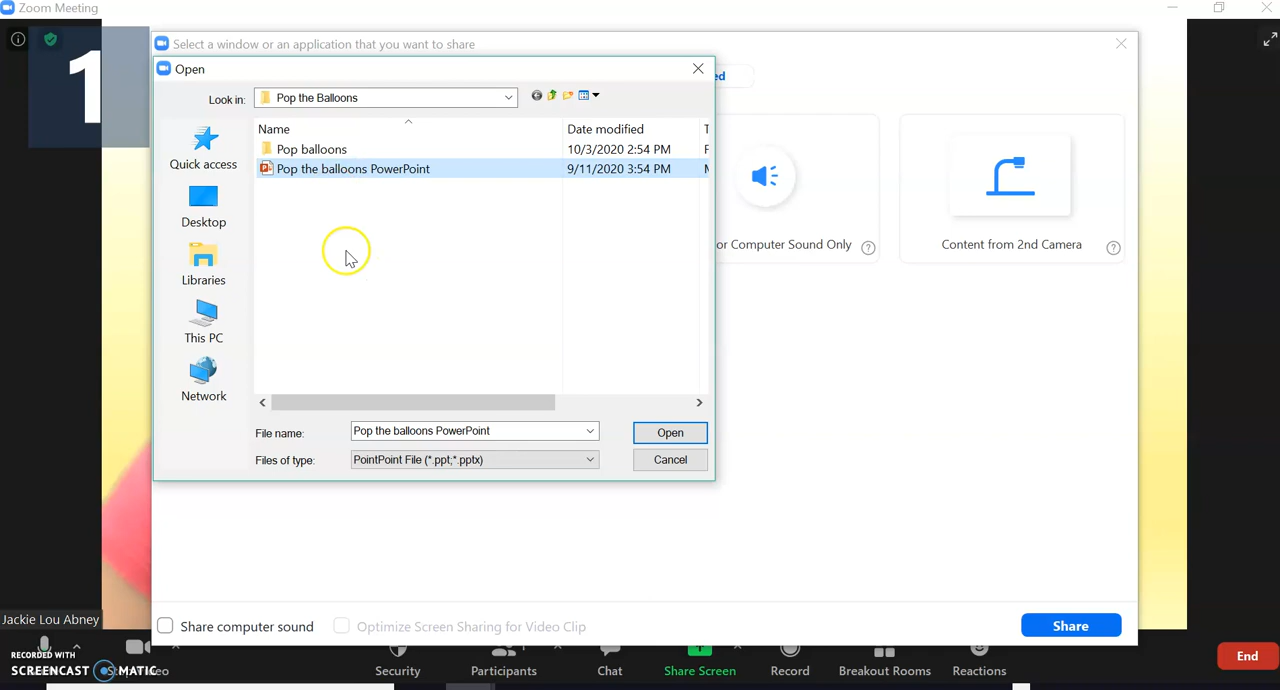 Zoom Meeting
1
Select a window or an application that you want to share
Open
ed
Look in:
Pop the Balloons
Name
Date modified
T
Quick access
Pop balloons
10/3/2020 2:54 PM
F
Pop the balloons PowerPoint
9/11/2020 3:54 PM
Desktop
Libraries
This PC
Network
or Computer Sound Only
Content from 2nd Camera
File name:
Pop the balloons PowerPoint
Open
Files of type:
PointPoint File (*.ppt;*.pptx)
Cancel
Jackie Lou Abney
Share computer sound
Optimize Screen Sharing for Video Clip
Share
RECORDED WITH
SCREENCAST MATIC
Security
Participants
Chat
Share Screen
Record
Breakout Rooms
Reactions
End